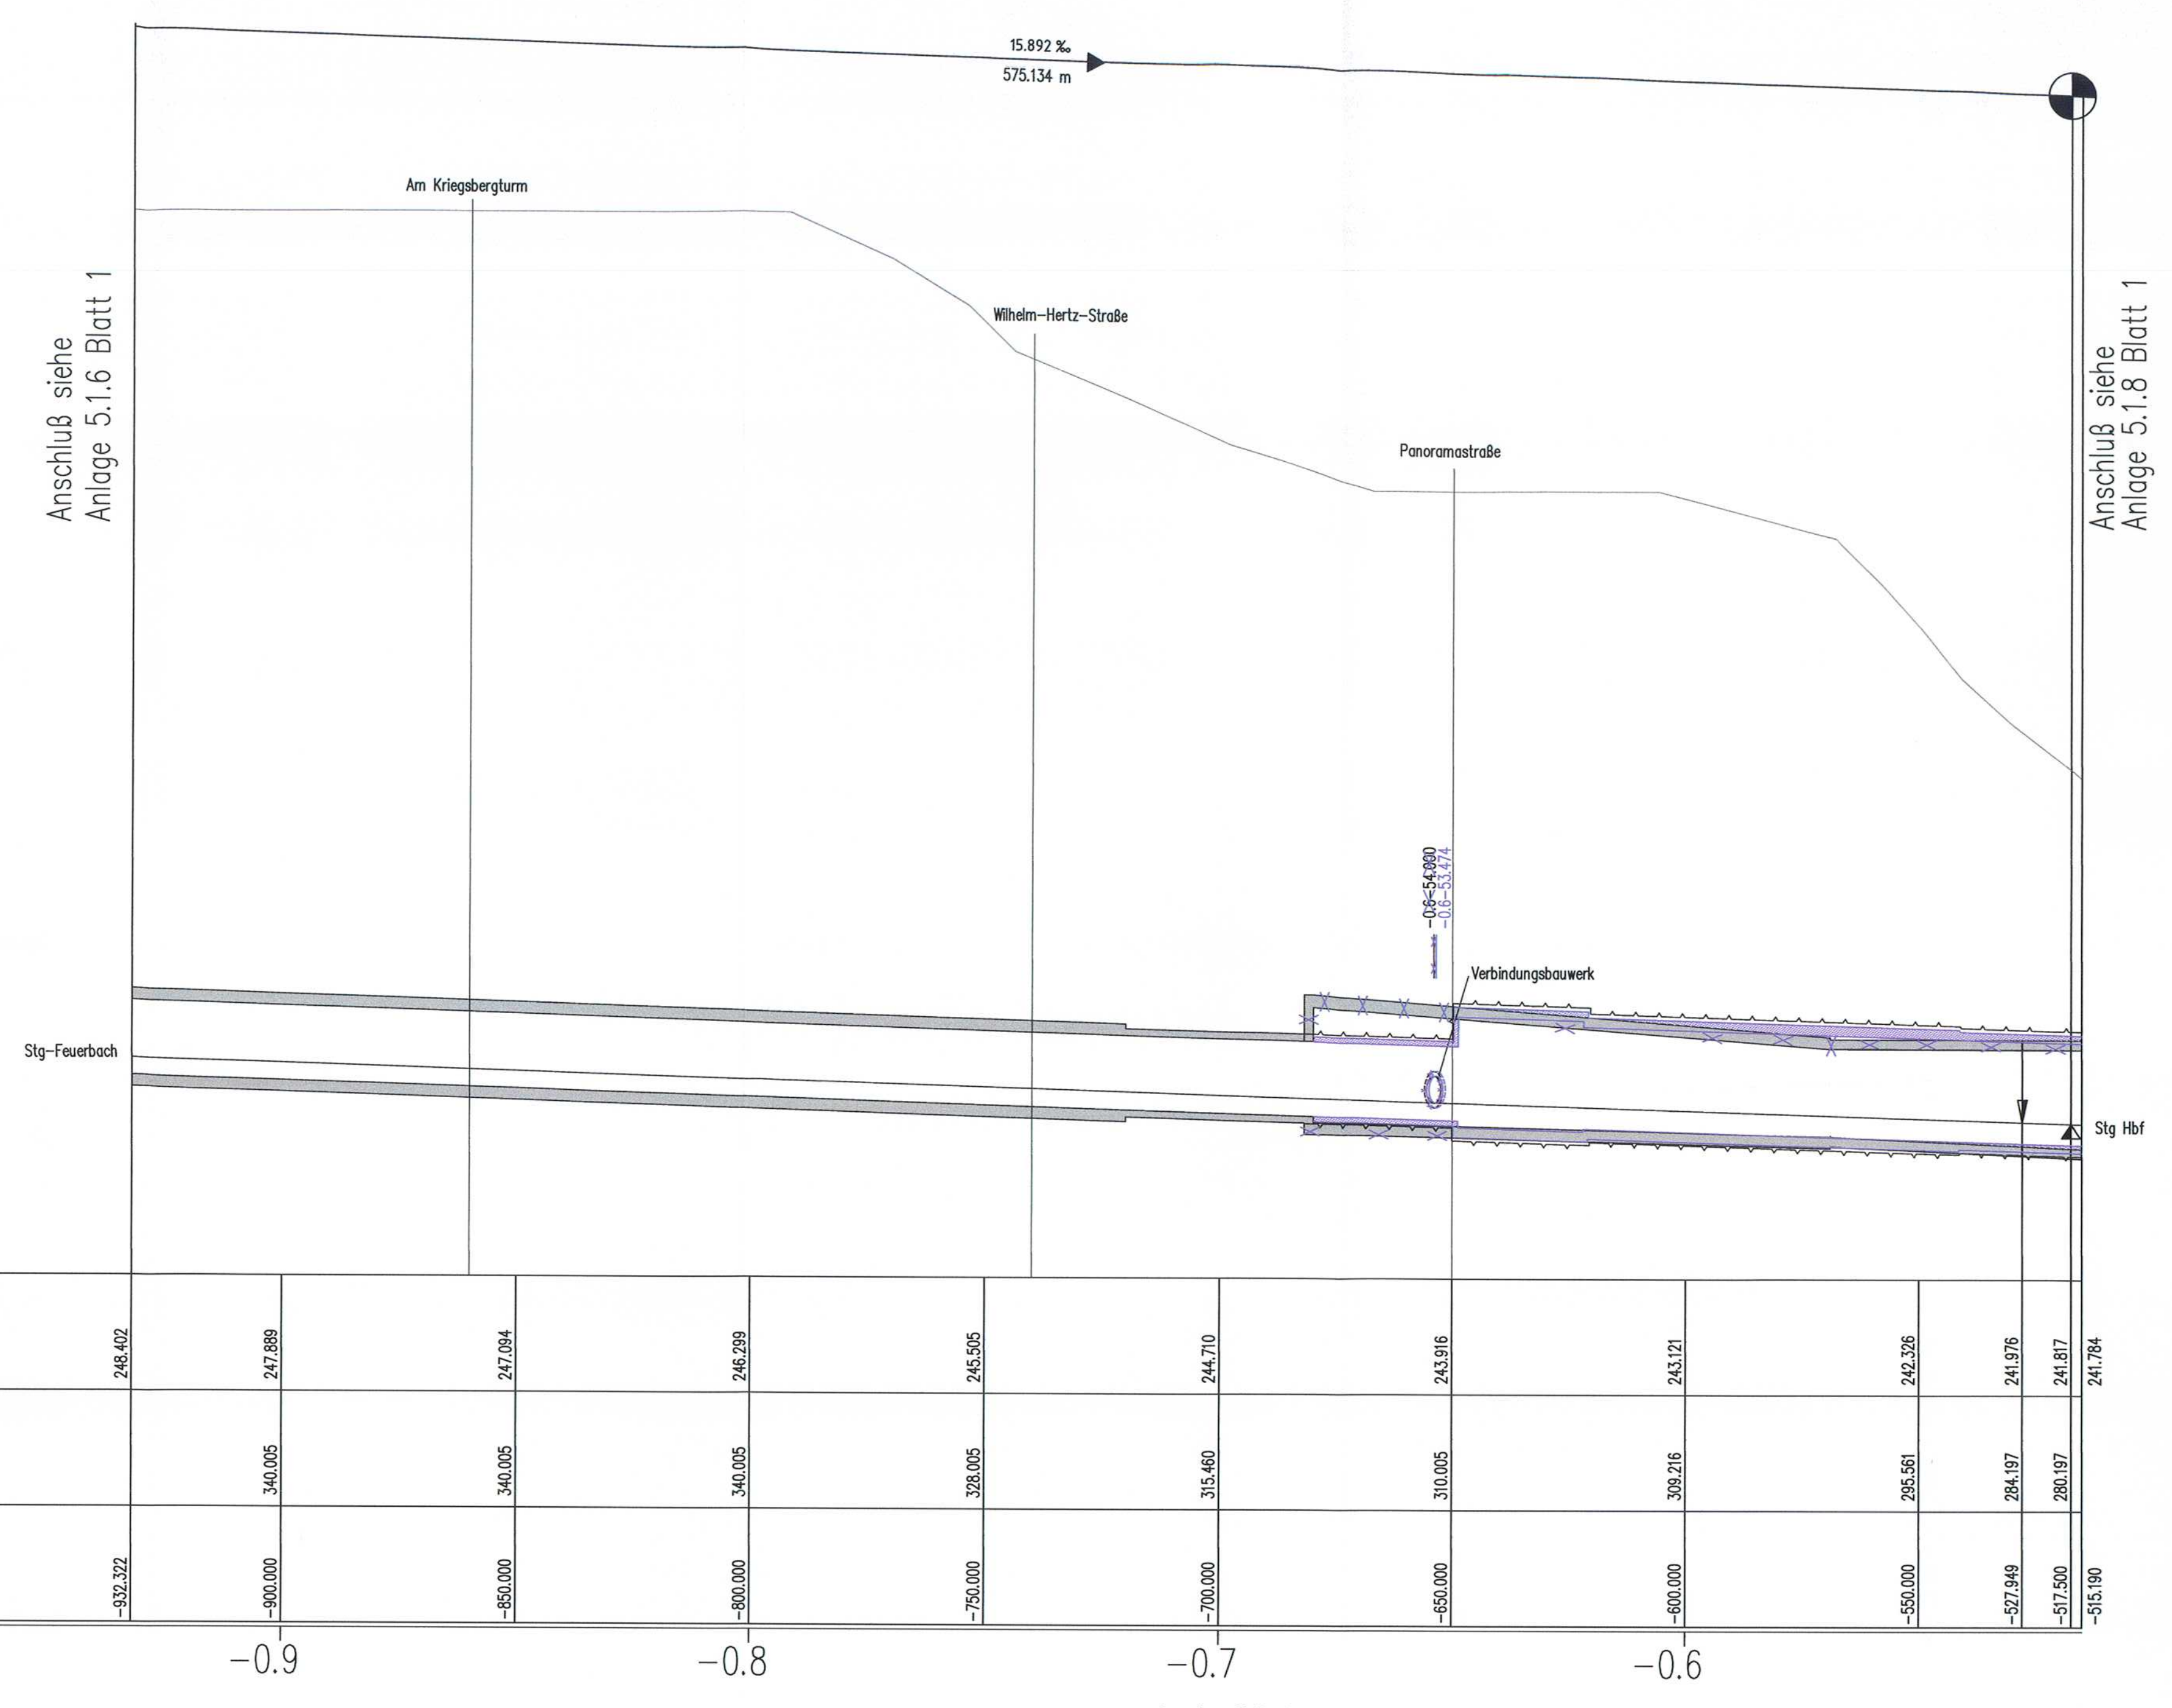 15.892 ‰
575.134 m
Am Kriegsbergturm
Wilhelm-Hertz-Straße
Panoramastraße
Anschluß siehe
Anlage 5.1.6 Blatt 1
Anschluß siehe
Anlage 5.1.8 Blatt 1
-0.6-54.000
-0.6-53.474
Verbindungsbauwerk
Stg-Feuerbach
Stg Hbf
248.402 247.889 247.094 246.299 245.505 244.710 243.916 243.121 242.326 241.976 241.817 241.784
340.005 340.005 340.005 328.005 315.460 310.005 309.216 295.561 284.197 280.197
-932.322 -900.000 -850.000 -800.000 -750.000 -700.000 -650.000 -600.000 -550.000 -527.949 -517.500 -515.190
-0.9 -0.8 -0.7 -0.6